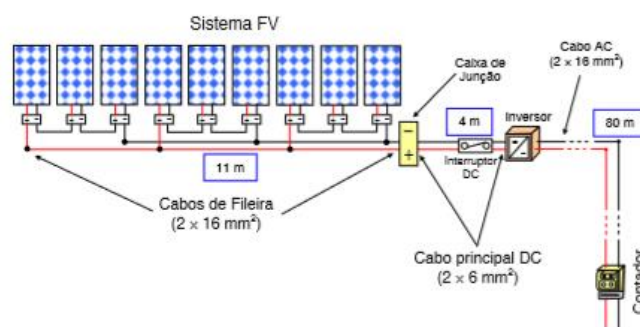 Sistema FV
Caixa de
Junção
Cabo AC
(2 × 16 mm²)
4 m
Inversor
80 m
−
+
Interruptor
DC
11 m
Cabos de Fileira
(2 × 16 mm²)
Cabo principal DC
(2 × 6 mm²)
Contador